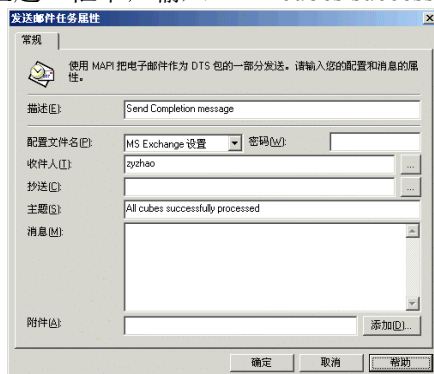 发送邮件任务属性
常规
使用 MAPI 把电子邮件作为 DTS 包的一部分发送。请输入您的配置和消息的属
性。
描述(E): Send Completion message
配置文件名(P): MS Exchange 设置 密码(W):
收件人(T): zyzhao ...
抄送(C): ...
主题(S): All cubes successfully processed
消息(M):
附件(A): 添加(D)...
确定 取消 帮助